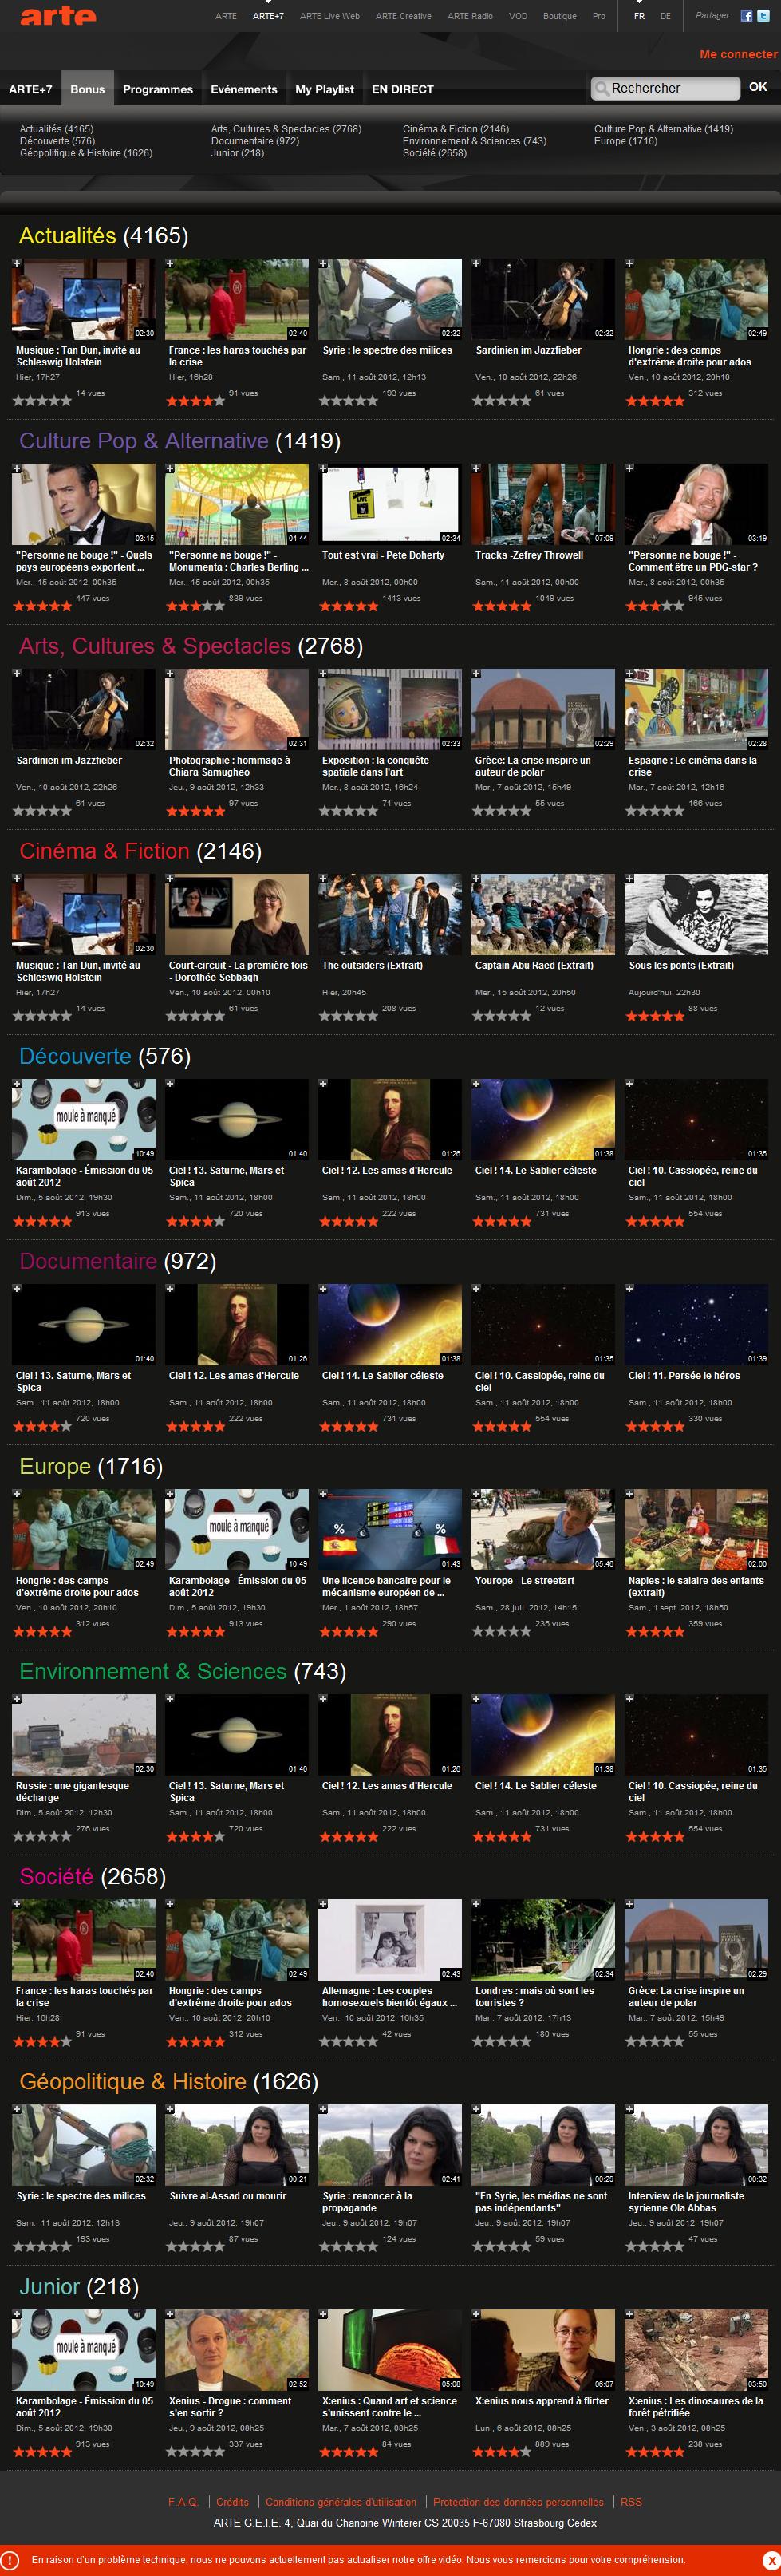 arte
ARTE ARTE+7 ARTE Live Web ARTE Creative ARTE Radio VOD Boutique Pro FR DE Partager
Me connecter
ARTE+7 Bonus Programmes Evénements My Playlist EN DIRECT Rechercher OK
Actualités (4165) Arts, Cultures & Spectacles (2768) Cinéma & Fiction (2146) Culture Pop & Alternative (1419)
Découverte (576) Documentaire (972) Environnement & Sciences (743) Europe (1716)
Géopolitique & Histoire (1626) Junior (218) Société (2658)
Actualités (4165)
02:30 02:40 02:32 02:32 02:49
Musique : Tan Dun, invité au France : les haras touchés par Syrie : le spectre des milices Sardinien im Jazzfieber Hongrie : des camps
Schleswig Holstein la crise d'extrême droite pour ados
Hier, 17h27 Hier, 16h28 Sam., 11 août 2012, 12h13 Ven., 10 août 2012, 22h26 Ven., 10 août 2012, 20h10
14 vues 91 vues 193 vues 61 vues 312 vues
Culture Pop & Alternative (1419)
03:15 04:44 02:34 07:09 03:19
"Personne ne bouge !" - Quels "Personne ne bouge !" - Tout est vrai - Pete Doherty Tracks -Zefrey Throwell "Personne ne bouge !" -
pays européens exportent ... Monumenta : Charles Berling ... Comment être un PDG-star ?
Mer., 15 août 2012, 00h35 Mer., 15 août 2012, 00h35 Mer., 8 août 2012, 00h00 Sam., 11 août 2012, 00h00 Mer., 8 août 2012, 00h35
447 vues 839 vues 1413 vues 1049 vues 945 vues
Arts, Cultures & Spectacles (2768)
02:32 02:31 02:33 02:29 02:28
Sardinien im Jazzfieber Photographie : hommage à Exposition : la conquête Grèce: La crise inspire un Espagne : Le cinéma dans la
Chiara Samugheo spatiale dans l'art auteur de polar crise
Ven., 10 août 2012, 22h26 Jeu., 9 août 2012, 12h33 Mer., 8 août 2012, 16h24 Mar., 7 août 2012, 15h49 Mar., 7 août 2012, 12h16
61 vues 97 vues 71 vues 55 vues 166 vues
Cinéma & Fiction (2146)
02:30
Musique : Tan Dun, invité au Court-circuit - La première fois The outsiders (Extrait) Captain Abu Raed (Extrait) Sous les ponts (Extrait)
Schleswig Holstein - Dorothée Sebbagh
Hier, 17h27 Ven., 10 août 2012, 00h10 Hier, 20h45 Mer., 15 août 2012, 20h50 Aujourd'hui, 22h30
14 vues 61 vues 208 vues 12 vues 88 vues
Découverte (576)
moule à manqué
10:49 01:40 01:26 01:38 01:35
Karambolage - Émission du 05 Ciel ! 13. Saturne, Mars et Ciel ! 12. Les amas d'Hercule Ciel ! 14. Le Sablier céleste Ciel ! 10. Cassiopée, reine du
août 2012 Spica ciel
Dim., 5 août 2012, 19h30 Sam., 11 août 2012, 18h00 Sam., 11 août 2012, 18h00 Sam., 11 août 2012, 18h00 Sam., 11 août 2012, 18h00
913 vues 720 vues 222 vues 731 vues 554 vues
Documentaire (972)
01:40 01:26 01:38 01:35 01:39
Ciel ! 13. Saturne, Mars et Ciel ! 12. Les amas d'Hercule Ciel ! 14. Le Sablier céleste Ciel ! 10. Cassiopée, reine du Ciel ! 11. Persée le héros
Spica ciel
Sam., 11 août 2012, 18h00 Sam., 11 août 2012, 18h00 Sam., 11 août 2012, 18h00 Sam., 11 août 2012, 18h00 Sam., 11 août 2012, 18h00
720 vues 222 vues 731 vues 554 vues 330 vues
Europe (1716)
moule à manqué % %
02:49 10:49 01:43 05:46 02:00
Hongrie : des camps Karambolage - Émission du 05 Une licence bancaire pour le Yourope - Le streetart Naples : le salaire des enfants
d'extrême droite pour ados août 2012 mécanisme européen de ... (extrait)
Ven., 10 août 2012, 20h10 Dim., 5 août 2012, 19h30 Mer., 1 août 2012, 18h57 Sam., 28 juil. 2012, 14h15 Sam., 1 sept. 2012, 18h50
312 vues 913 vues 290 vues 235 vues 359 vues
Environnement & Sciences (743)
02:30 01:40 01:26 01:38 01:35
Russie : une gigantesque Ciel ! 13. Saturne, Mars et Ciel ! 12. Les amas d'Hercule Ciel ! 14. Le Sablier céleste Ciel ! 10. Cassiopée, reine du
décharge Spica ciel
Dim., 5 août 2012, 12h30 Sam., 11 août 2012, 18h00 Sam., 11 août 2012, 18h00 Sam., 11 août 2012, 18h00 Sam., 11 août 2012, 18h00
276 vues 720 vues 222 vues 731 vues 554 vues
Société (2658)
02:40 02:49 02:43 02:34 02:29
France : les haras touchés par Hongrie : des camps Allemagne : Les couples Londres : mais où sont les Grèce: La crise inspire un
la crise d'extrême droite pour ados homosexuels bientôt égaux ... touristes ? auteur de polar
Hier, 16h28 Ven., 10 août 2012, 20h10 Ven., 10 août 2012, 16h35 Mar., 7 août 2012, 17h13 Mar., 7 août 2012, 15h49
91 vues 312 vues 42 vues 180 vues 55 vues
Géopolitique & Histoire (1626)
02:32 00:21 02:41 00:29 00:32
Syrie : le spectre des milices Suivre al-Assad ou mourir Syrie : renoncer à la "En Syrie, les médias ne sont Interview de la journaliste
propagande pas indépendants" syrienne Ola Abbas
Sam., 11 août 2012, 12h13 Jeu., 9 août 2012, 19h07 Jeu., 9 août 2012, 19h07 Jeu., 9 août 2012, 19h07 Jeu., 9 août 2012, 19h07
193 vues 87 vues 124 vues 59 vues 47 vues
Junior (218)
moule à manqué
10:49 02:52 05:08 06:07 03:50
Karambolage - Émission du 05 Xenius - Drogue : comment X:enius : Quand art et science X:enius nous apprend à flirter X:enius : Les dinosaures de la
août 2012 s'en sortir ? s'unissent contre le ... forêt pétrifiée
Dim., 5 août 2012, 19h30 Jeu., 9 août 2012, 08h25 Mar., 7 août 2012, 08h25 Lun., 6 août 2012, 08h25 Ven., 3 août 2012, 08h25
913 vues 337 vues 84 vues 889 vues 238 vues
F.A.Q. Crédits Conditions générales d'utilisation Protection des données personnelles RSS
ARTE G.E.I.E. 4, Quai du Chanoine Winterer CS 20035 F-67080 Strasbourg Cedex
En raison d'un problème technique, nous ne pouvons actuellement pas actualiser notre offre vidéo. Nous vous remercions pour votre compréhension.